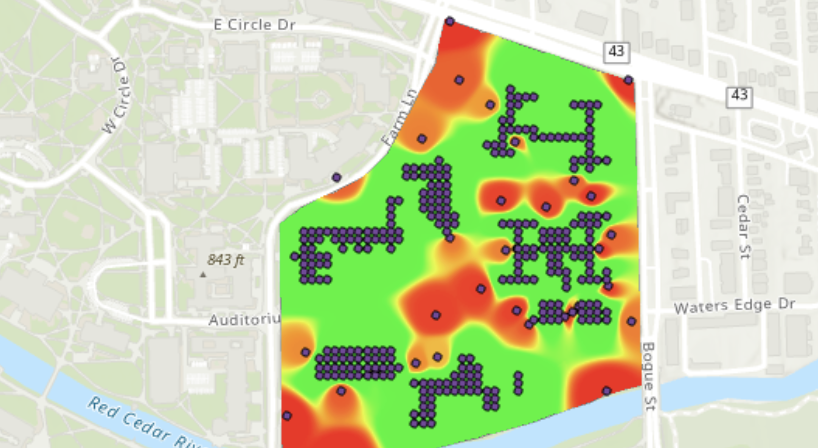 E Circle Dr
43
43
W Circle Dr
Farm Ln
Cedar St
843 ft
Waters Edge Dr
Auditoriu
Bogue St
Red Cedar Riv